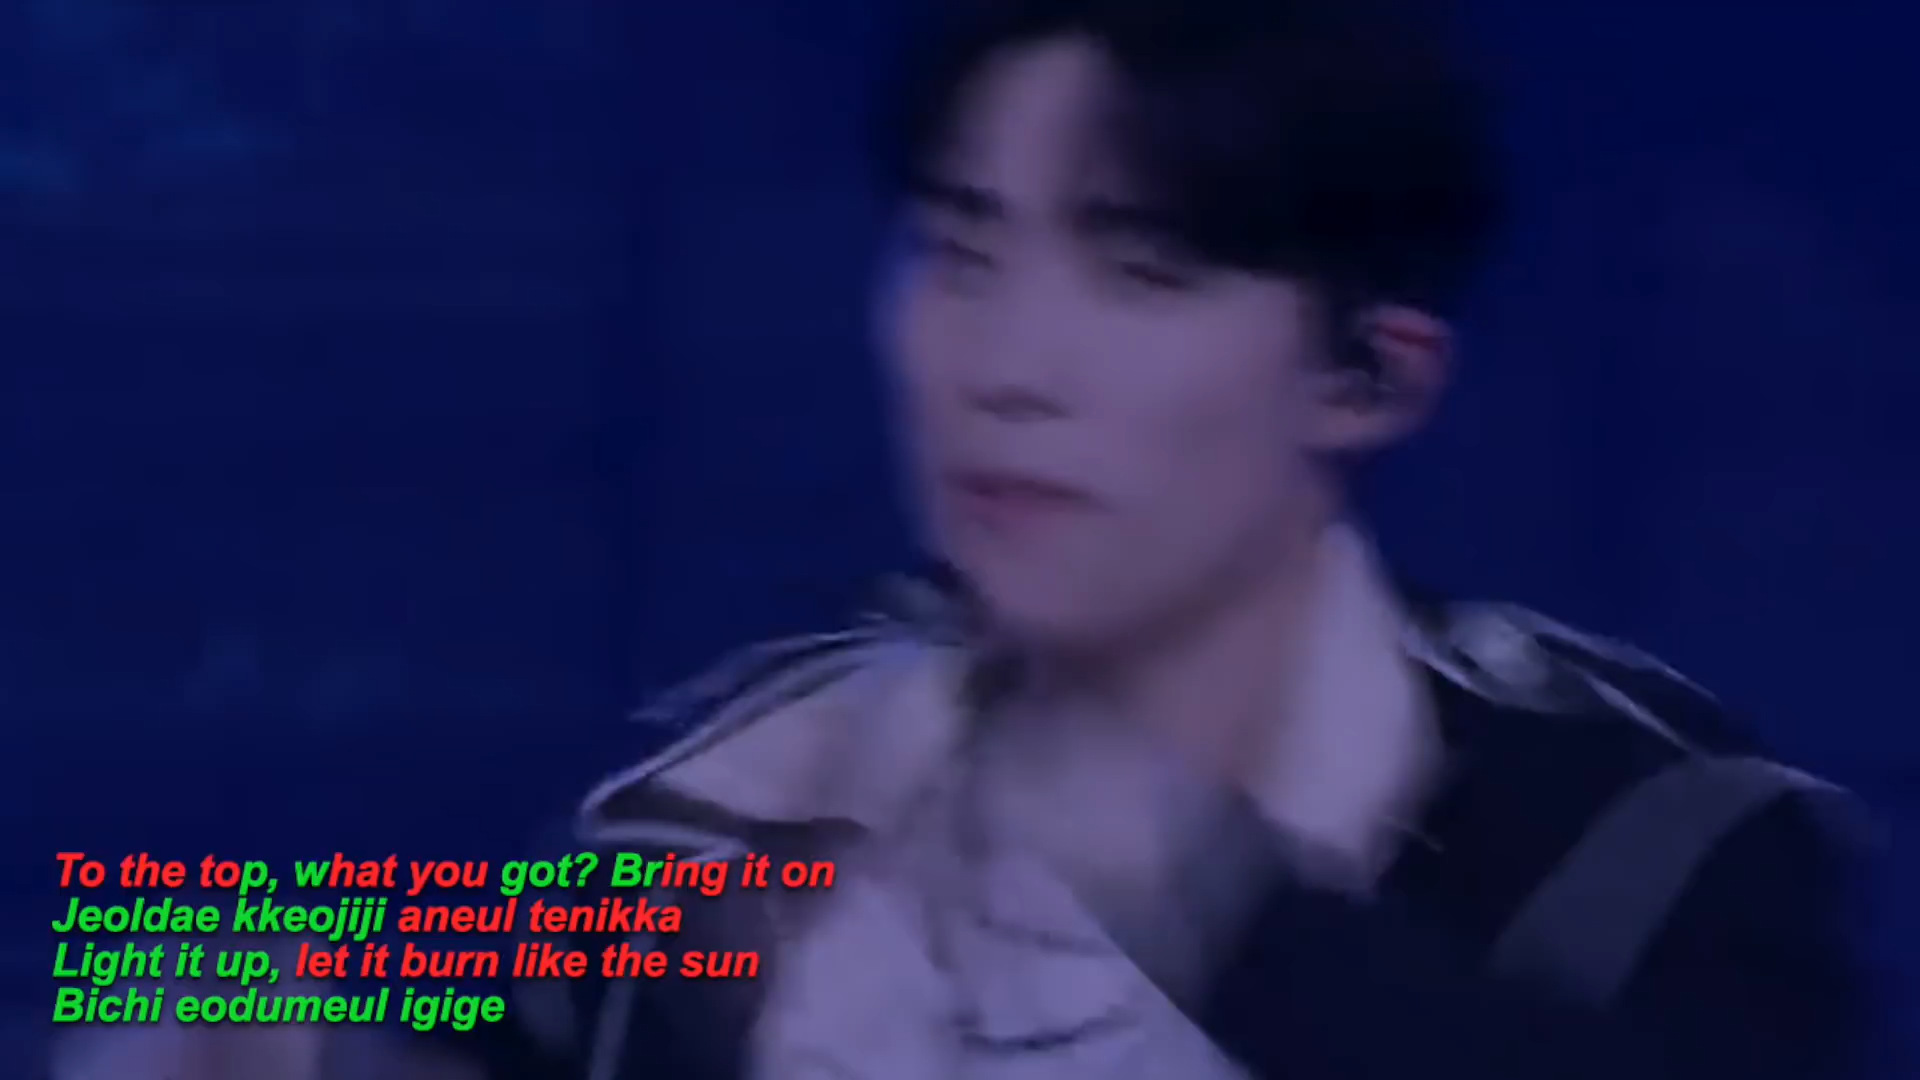 To the top, what you got? Bring it on
Jeoldae kkeojiji aneul tenikka
Light it up, let it burn like the sun
Bichi eodumeul igige